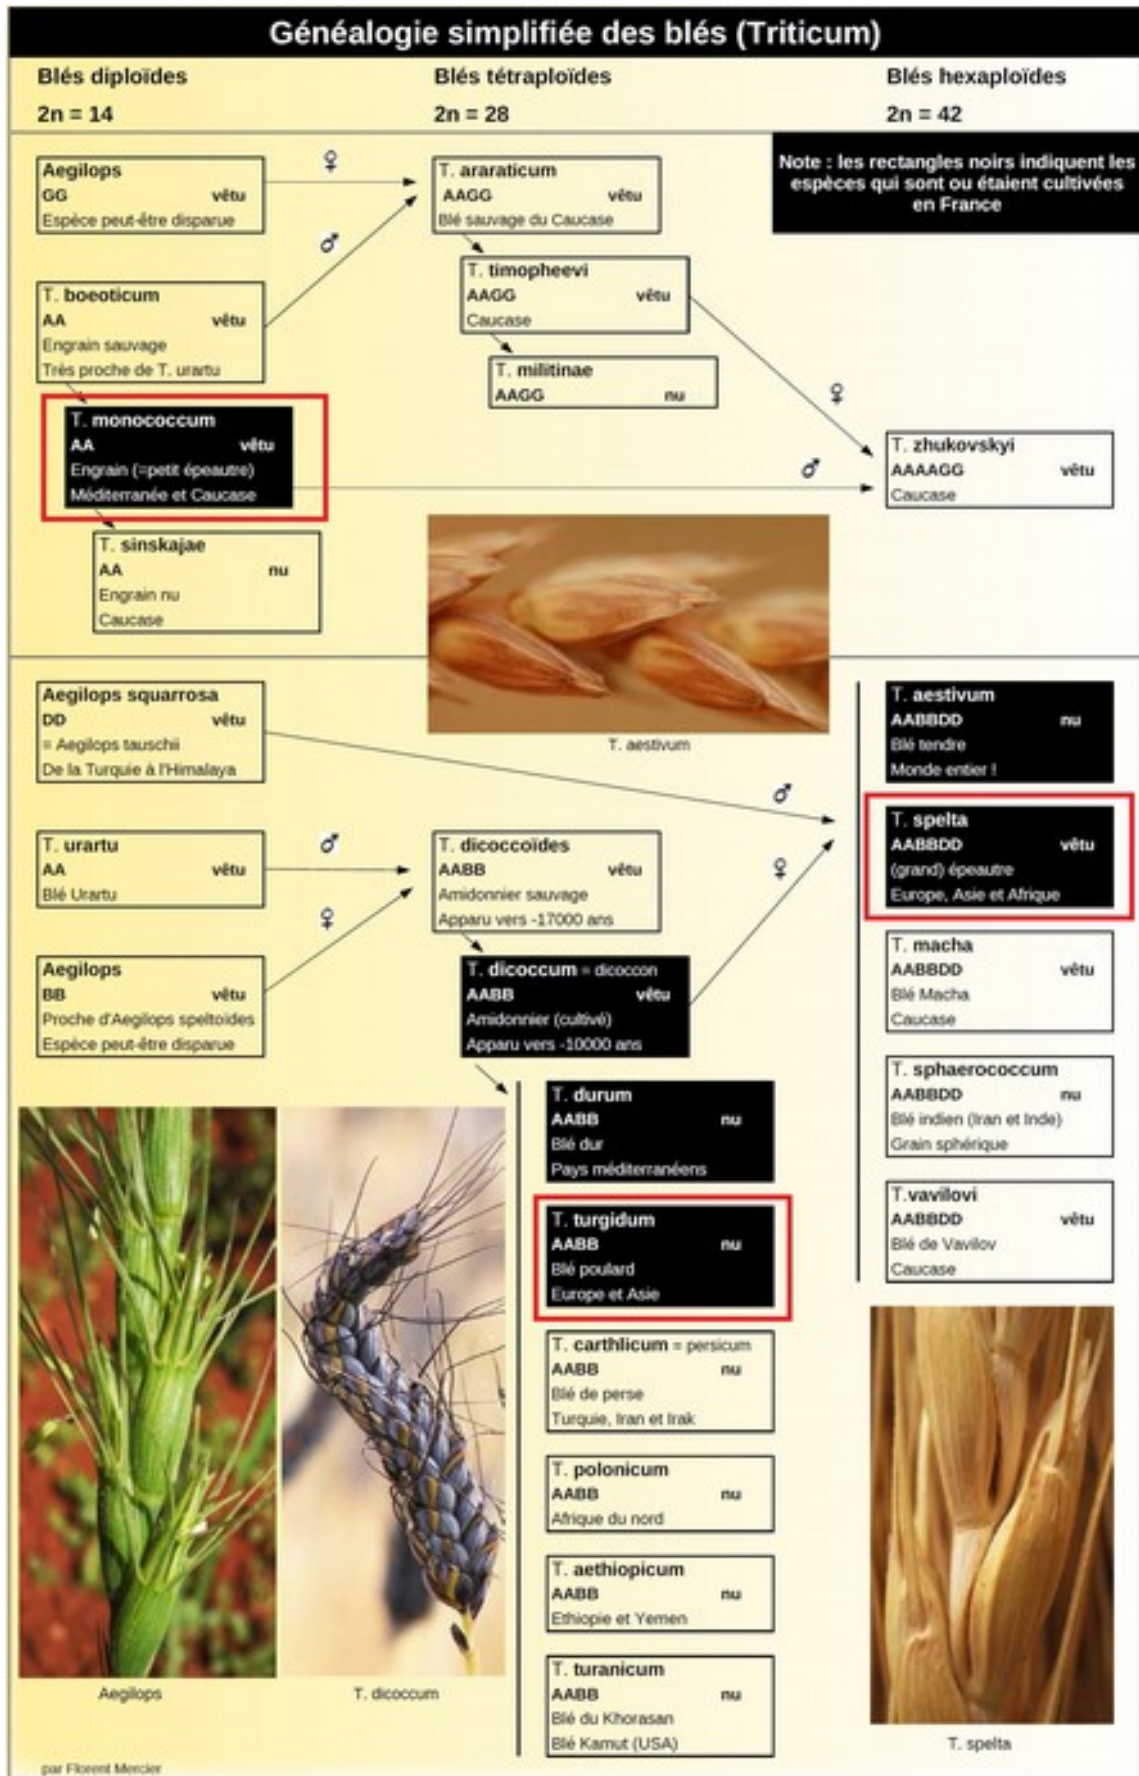 Généalogie simplifiée des blés (Triticum)
Blés diploïdes
2n = 14
Blés tétraploïdes
2n = 28
Blés hexaploïdes
2n = 42
Note : les rectangles noirs indiquent les
espèces qui sont ou étaient cultivées
en France
Aegilops
GG vêtu
Espèce peut-être disparue
♀
♂
T. araraticum
AAGG vêtu
Blé sauvage du Caucase
T. boeoticum
AA vêtu
Engrain sauvage
Très proche de T. urartu
T. timopheevi
AAGG vêtu
Caucase
T. militinae
AAGG nu
T. monococcum
AA vêtu
Engrain (=petit épeautre)
Méditerranée et Caucase
♀
♂
T. zhukovskyi
AAAAGG vêtu
Caucase
T. sinskajae
AA nu
Engrain nu
Caucase
T. aestivum
Aegilops squarrosa
DD vêtu
= Aegilops tauschii
De la Turquie à l'Himalaya
♂
T. urartu
AA vêtu
Blé Urartu
♂
♀
T. dicoccoïdes
AABB vêtu
Amidonnier sauvage
Apparu vers -17000 ans
♀
Aegilops
BB vêtu
Proche d'Aegilops speltoïdes
Espèce peut-être disparue
T. dicoccum = dicoccon
AABB vêtu
Amidonnier (cultivé)
Apparu vers -10000 ans
T. aestivum
AABBDD nu
Blé tendre
Monde entier !
T. spelta
AABBDD vêtu
(grand) épeautre
Europe, Asie et Afrique
T. macha
AABBDD vêtu
Blé Macha
Caucase
T. sphaerococcum
AABBDD nu
Blé indien (Iran et Inde)
Grain sphérique
T.vavilovi
AABBDD vêtu
Blé de Vavilov
Caucase
T. durum
AABB nu
Blé dur
Pays méditerranéens
T. turgidum
AABB nu
Blé poulard
Europe et Asie
T. carthlicum = persicum
AABB nu
Blé de perse
Turquie, Iran et Irak
T. polonicum
AABB nu
Afrique du nord
T. aethiopicum
AABB nu
Ethiopie et Yemen
T. turanicum
AABB nu
Blé du Khorasan
Blé Kamut (USA)
Aegilops
T. dicoccum
T. spelta
par Florent Mercier